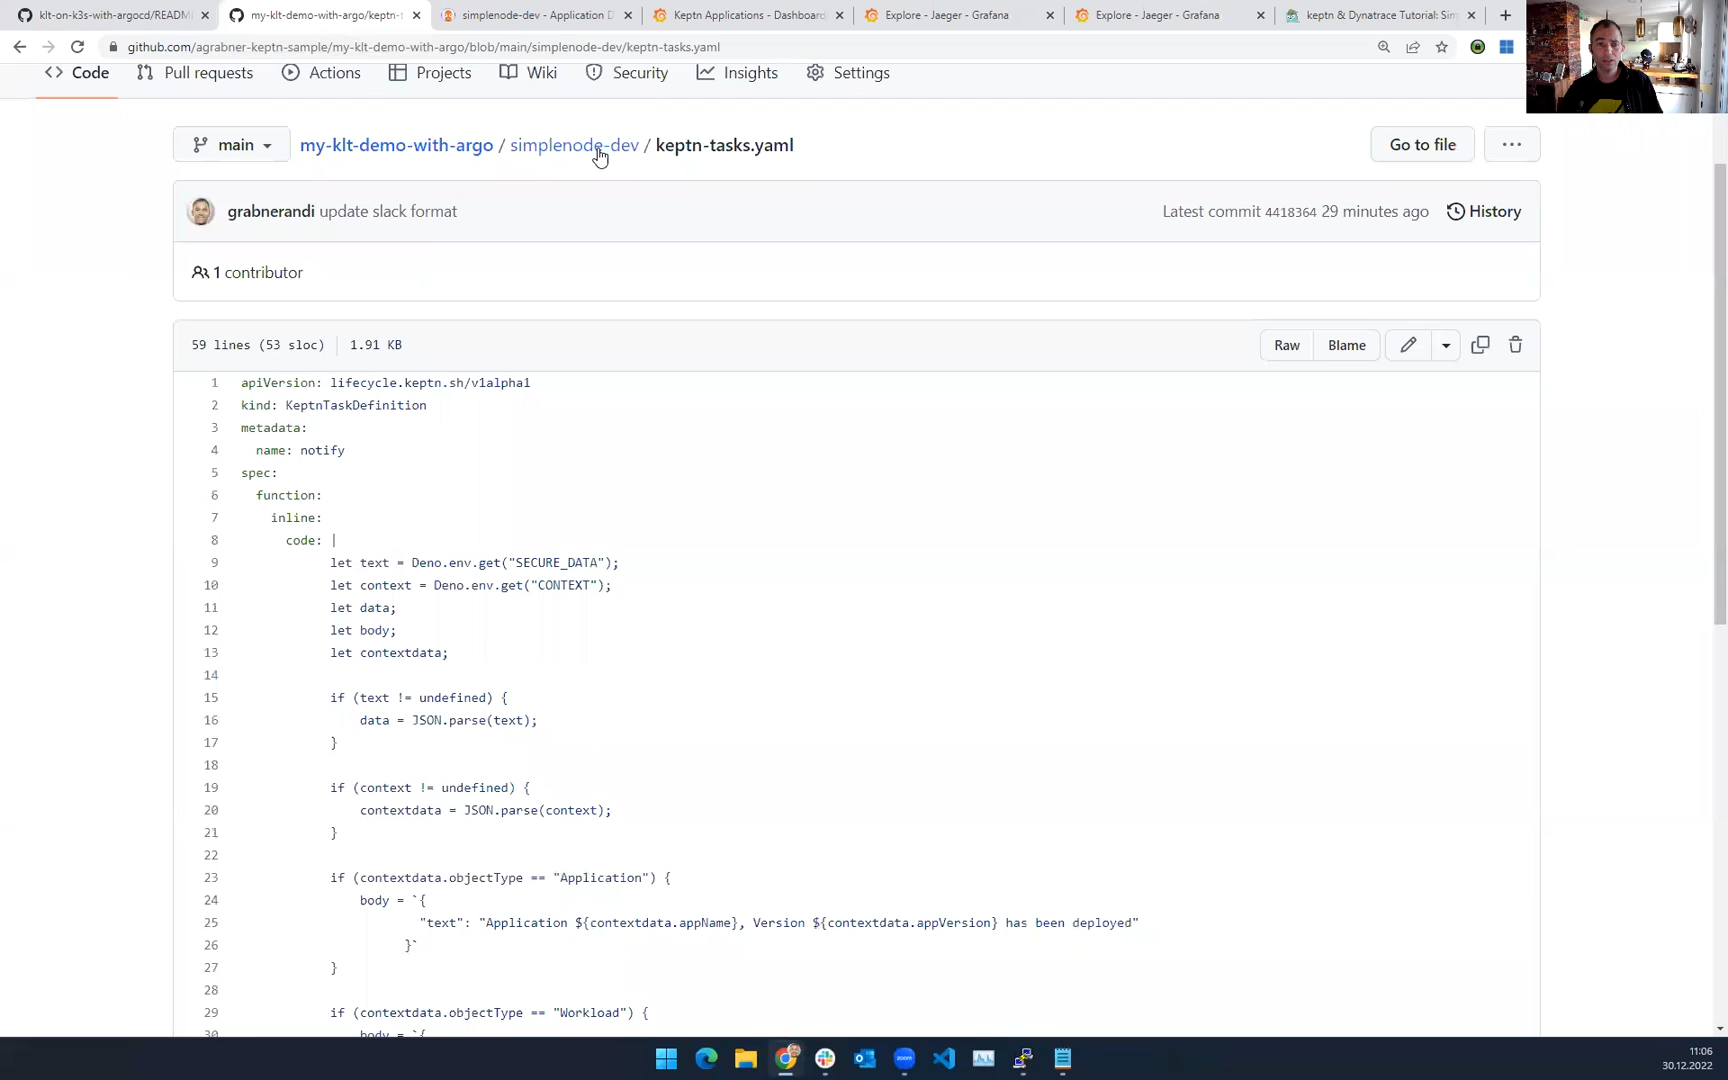 klt-on-k3s-with-argocd/READM
my-klt-demo-with-argo/keptn-t
simplenode-dev - Application D
Keptn Applications - Dashboard
Explore - Jaeger - Grafana
Explore - Jaeger - Grafana
keptn & Dynatrace Tutorial: Sim
github.com/agrabner-keptn-sample/my-klt-demo-with-argo/blob/main/simplenode-dev/keptn-tasks.yaml
Code
Pull requests
Actions
Projects
Wiki
Security
Insights
Settings
main
my-klt-demo-with-argo / simplenode-dev / keptn-tasks.yaml
Go to file
grabnerandi update slack format
Latest commit 4418364 29 minutes ago
History
1 contributor
59 lines (53 sloc)
1.91 KB
Raw
Blame
1 apiVersion: lifecycle.keptn.sh/v1alpha1
2 kind: KeptnTaskDefinition
3 metadata:
4 name: notify
5 spec:
6 function:
7 inline:
8 code: |
9 let text = Deno.env.get("SECURE_DATA");
10 let context = Deno.env.get("CONTEXT");
11 let data;
12 let body;
13 let contextdata;
14
15 if (text != undefined) {
16 data = JSON.parse(text);
17 }
18
19 if (context != undefined) {
20 contextdata = JSON.parse(context);
21 }
22
23 if (contextdata.objectType == "Application") {
24 body = `{
25 "text": "Application ${contextdata.appName}, Version ${contextdata.appVersion} has been deployed"
26 }`
27 }
28
29 if (contextdata.objectType == "Workload") {
30 body = `{
zoom
11:06
30.12.2022